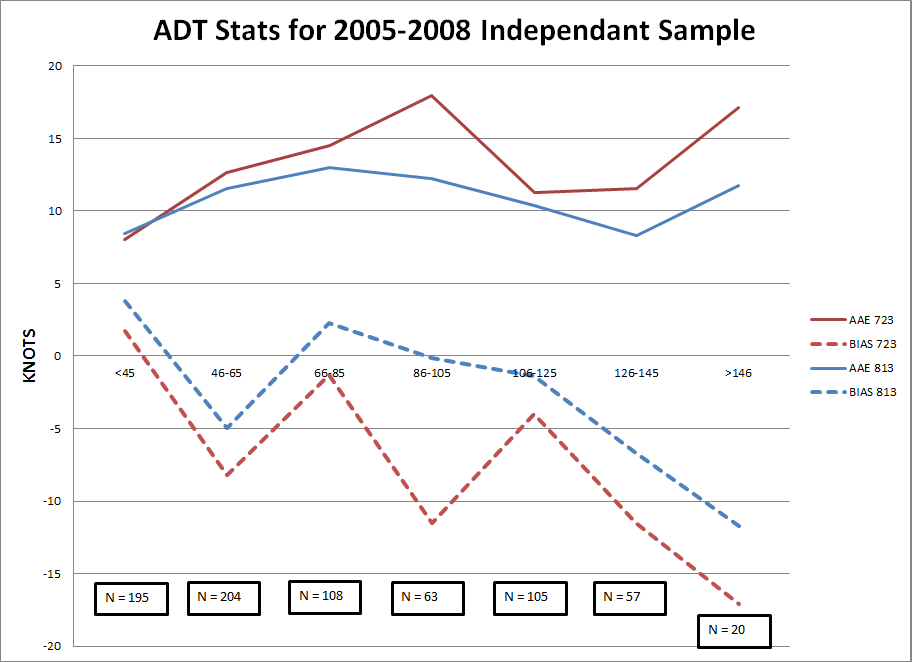 ADT Stats for 2005-2008 Independant Sample
20
15
10
5
0
-5
-10
-15
-20
KNOTS
<45 46-65 66-85 86-105 106-125 126-145 >146
AAE 723
BIAS 723
AAE 813
BIAS 813
N = 195 N = 204 N = 108 N = 63 N = 105 N = 57
N = 20